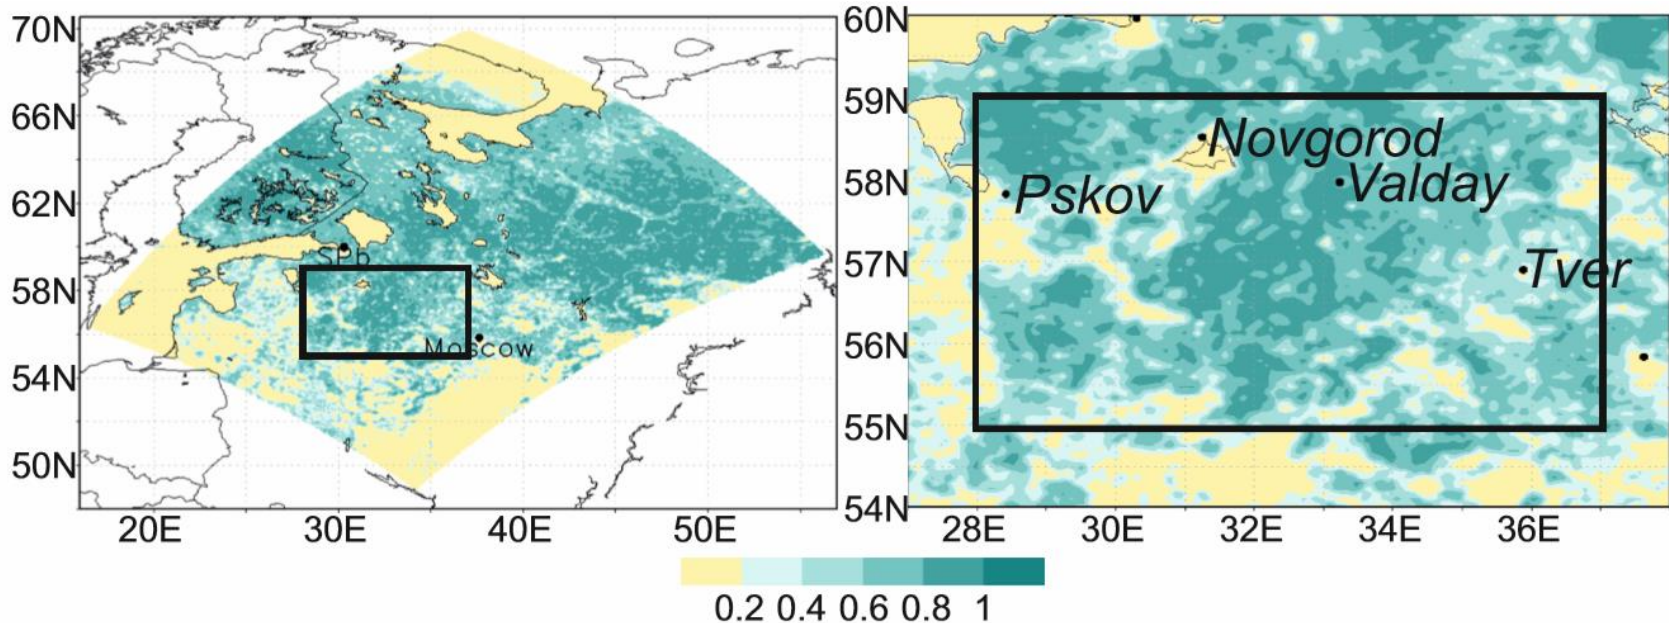 70N
66N
62N
58N
54N
50N
20E 30E 40E 50E
SPb
Moscow
60N
59N
58N
57N
56N
55N
54N
28E 30E 32E 34E 36E
Novgorod
Valday
Pskov
Tver
0.2 0.4 0.6 0.8 1